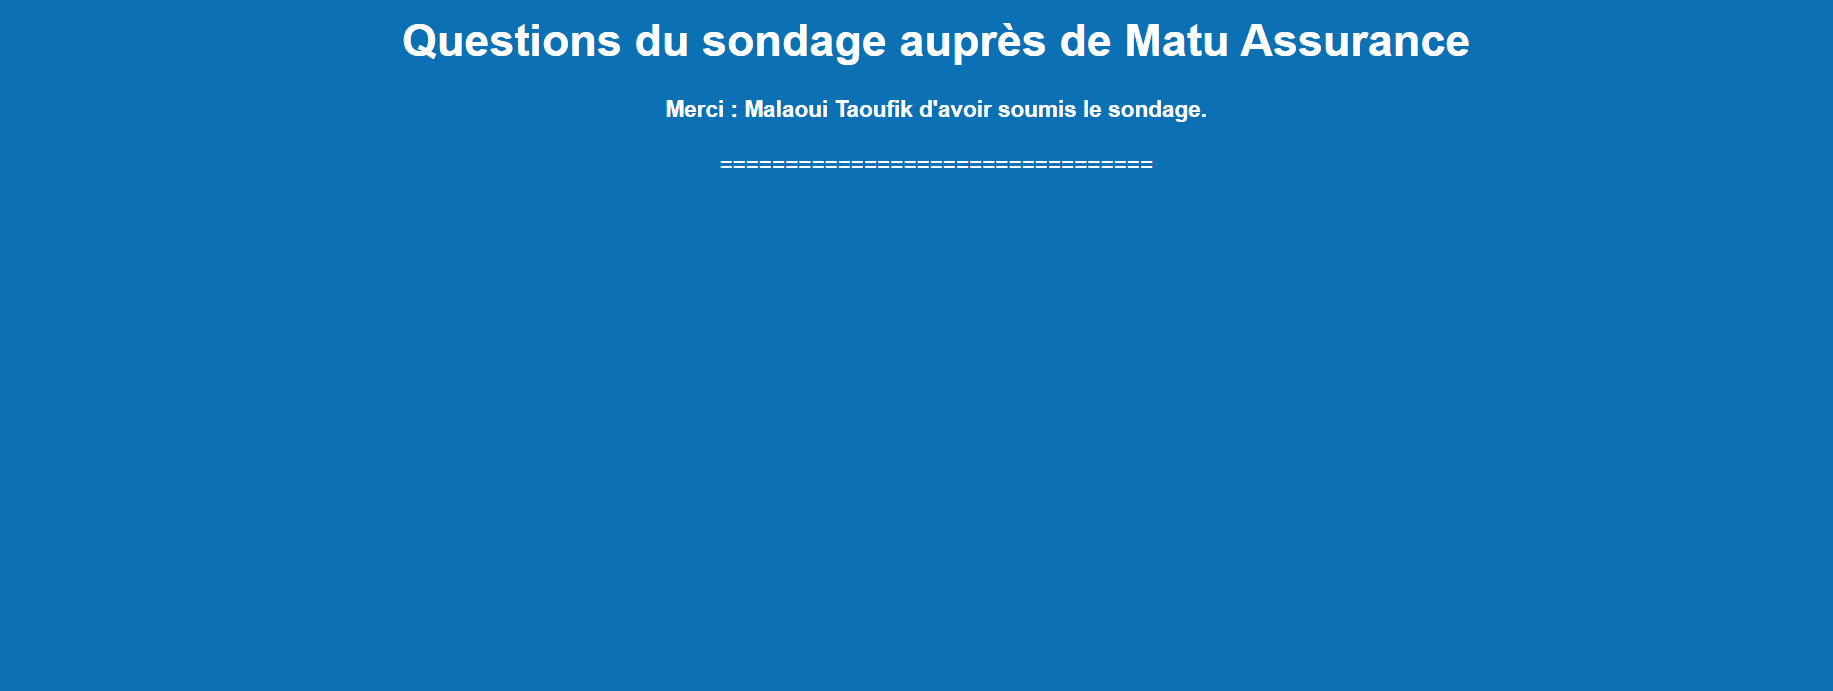 Questions du sondage auprès de Matu Assurance
Merci : Malaoui Taoufik d'avoir soumis le sondage.
=================================